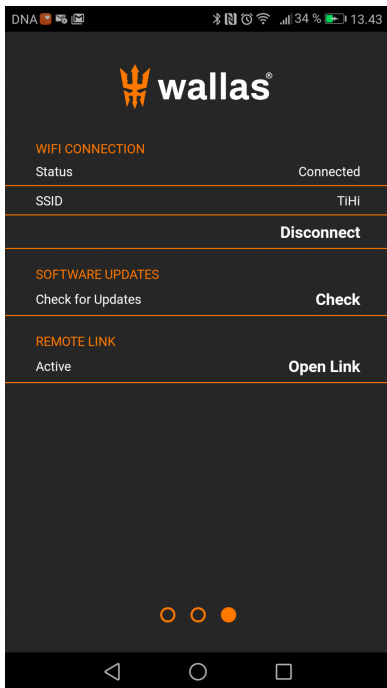 DNA 34 % 13.43
wallas®
WIFI CONNECTION
Status Connected
SSID TiHi
Disconnect
SOFTWARE UPDATES
Check for Updates Check
REMOTE LINK
Active Open Link